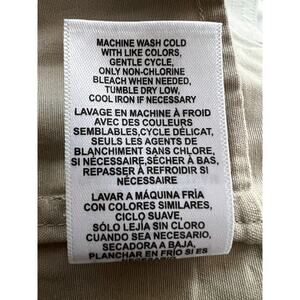 MACHINE WASH COLD
WITH LIKE COLORS,
GENTLE CYCLE,
ONLY NON-CHLORINE
BLEACH WHEN NEEDED,
TUMBLE DRY LOW,
COOL IRON IF NECESSARY
LAVAGE EN MACHINE À FROID
AVEC DES COULEURS
SEMBLABLES,CYCLE DÉLICAT,
SEULS LES AGENTS DE
BLANCHIMENT SANS CHLORE,
SI NÉCESSAIRE,SÉCHER À BAS,
REPASSER À REFROIDIR SI
NÉCESSAIRE
LAVAR A MÁQUINA FRÍA
CON COLORES SIMILARES,
CICLO SUAVE,
SÓLO LEJÍA SIN CLORO
CUANDO SEA NECESARIO,
SECADORA A BAJA,
PLANCHAR EN FRÍO SI ES